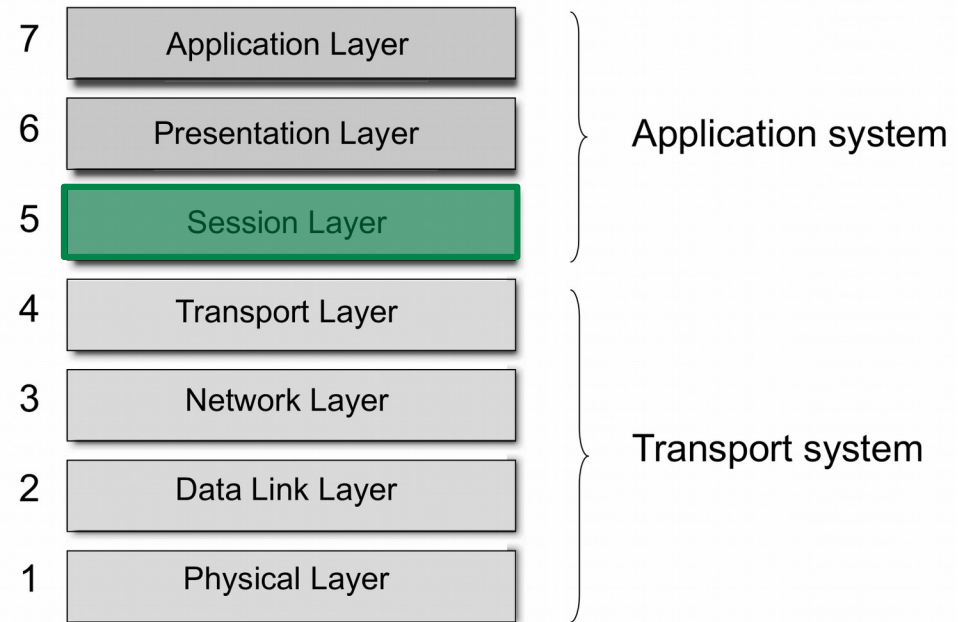 7 Application Layer
6 Presentation Layer
Application system
5 Session Layer
4 Transport Layer
3 Network Layer
Transport system
2 Data Link Layer
1 Physical Layer